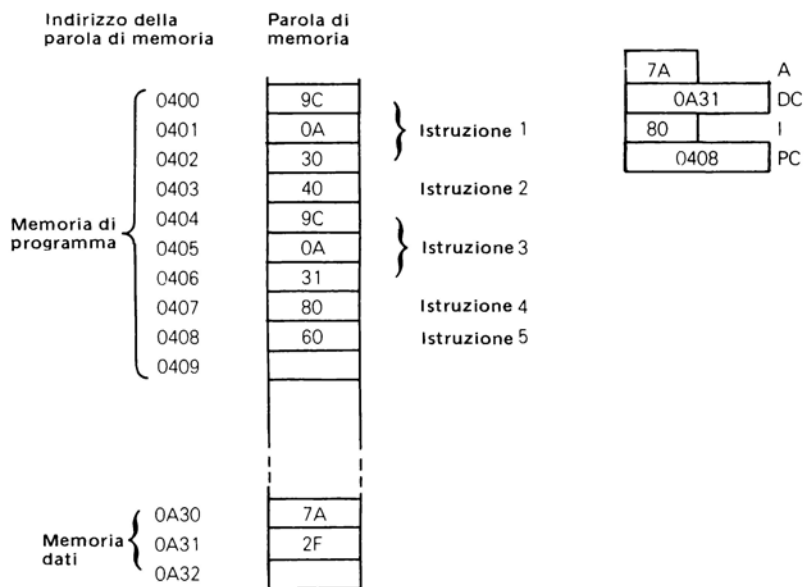 Indirizzo della
parola di memoria
Parola di
memoria
7A A
0A31 DC
80 I
0408 PC
0400 9C
0401 0A Istruzione 1
0402 30
0403 40 Istruzione 2
0404 9C
Memoria di
programma
0405 0A Istruzione 3
0406 31
0407 80 Istruzione 4
0408 60 Istruzione 5
0409
0A30 7A
Memoria
dati
0A31 2F
0A32